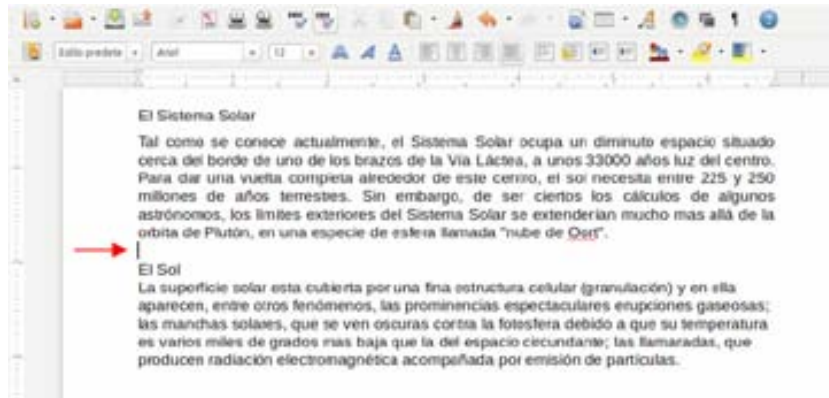 Estilo predete Arial 12
El Sistema Solar
Tal como se conoce actualmente, el Sistema Solar ocupa un diminuto espacio situado
cerca del borde de uno de los brazos de la Vía Láctea, a unos 33000 años luz del centro.
Para dar una vuelta completa alrededor de este centro, el sol necesita entre 225 y 250
millones de años terrestres. Sin embargo, de ser ciertos los cálculos de algunos
astrónomos, los límites exteriores del Sistema Solar se extenderían mucho mas allá de la
orbita de Plutón, en una especie de esfera llamada "nube de Oort".
El Sol
La superficie solar esta cubierta por una fina estructura celular (granulación) y en ella
aparecen, entre otros fenómenos, las prominencias espectaculares erupciones gaseosas;
las manchas solares, que se ven oscuras contra la fotosfera debido a que su temperatura
es varios miles de grados mas baja que la del espacio circundante; las llamaradas, que
producen radiación electromagnética acompañada por emisión de partículas.